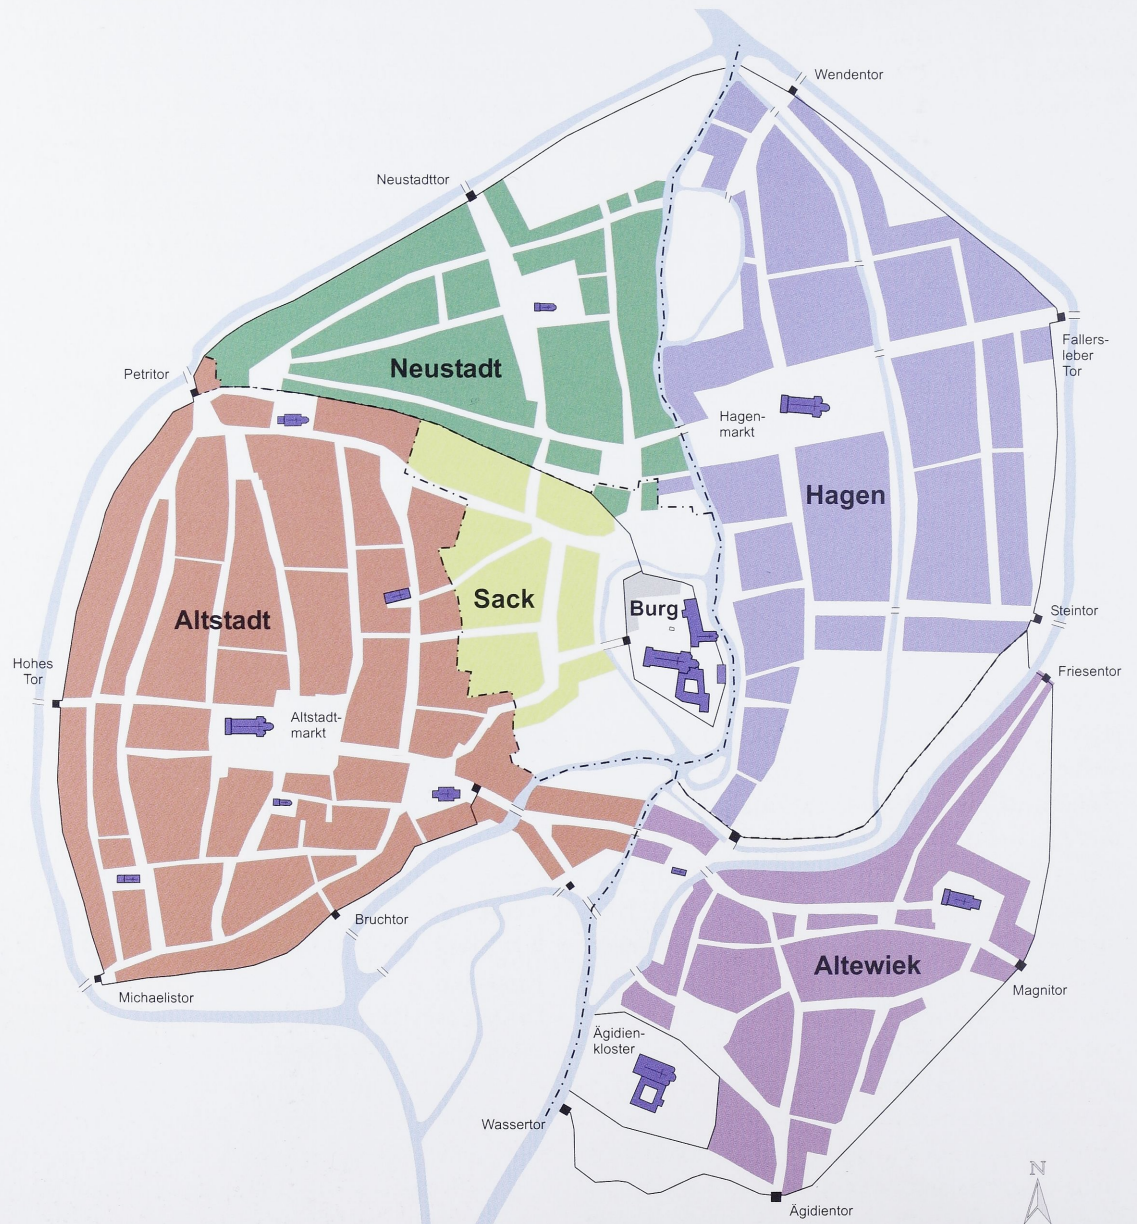 Wendentor
Neustadttor
Petritor
Neustadt
Fallers-
leber
Tor
Hagen-
markt
Hagen
Sack
Burg
Altstadt
Steintor
Hohes
Tor
Friesentor
Altstadt-
markt
Bruchtor
Altewiek
Magnitor
Michaelistor
Ägidien-
kloster
Wassertor
N
Ägidientor